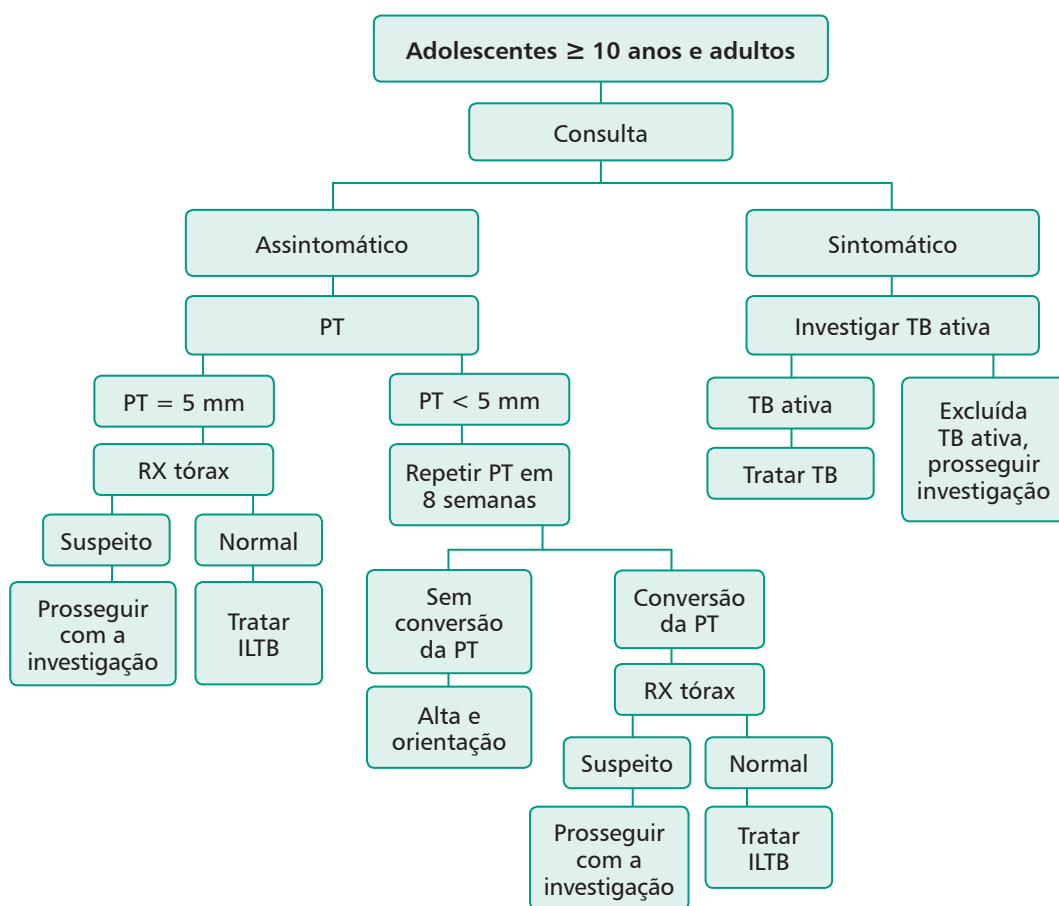 Adolescentes ≥ 10 anos e adultos
Consulta
Assintomático
Sintomático
PT
Investigar TB ativa
PT = 5 mm
PT < 5 mm
TB ativa
Excluída
TB ativa,
prosseguir
investigação
RX tórax
Repetir PT em
8 semanas
Tratar TB
Suspeito
Normal
Prosseguir
com a
investigação
Tratar
ILTB
Sem
conversão
da PT
Conversão
da PT
Alta e
orientação
RX tórax
Suspeito
Normal
Prosseguir
com a
investigação
Tratar
ILTB